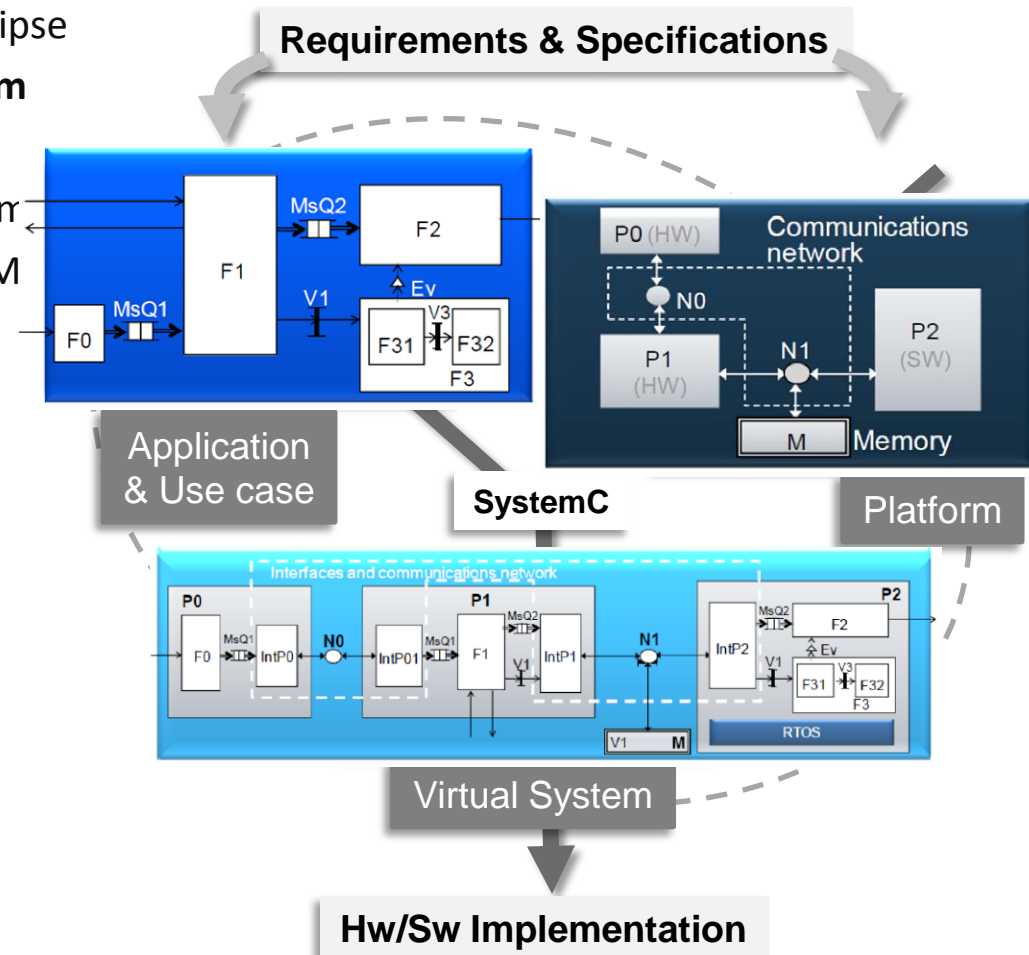 ipse
Requirements & Specifications
m
m
M
MsQ2
F2
F1
Ev
V1
V3
MsQ1
F0
F31
F32
F3
Communications
network
P0 (HW)
N0
P1
(HW)
N1
P2
(SW)
M
Memory
Application
& Use case
SystemC
Platform
Interfaces and communications network
P0
F0
MsQ1
IntP0
N0
P1
IntP01
MsQ1
F1
MsQ2
V1
IntP1
N1
P2
IntP2
MsQ2
F2
Ev
V1
V3
F31
F32
F3
RTOS
V1
M
Virtual System
Hw/Sw Implementation